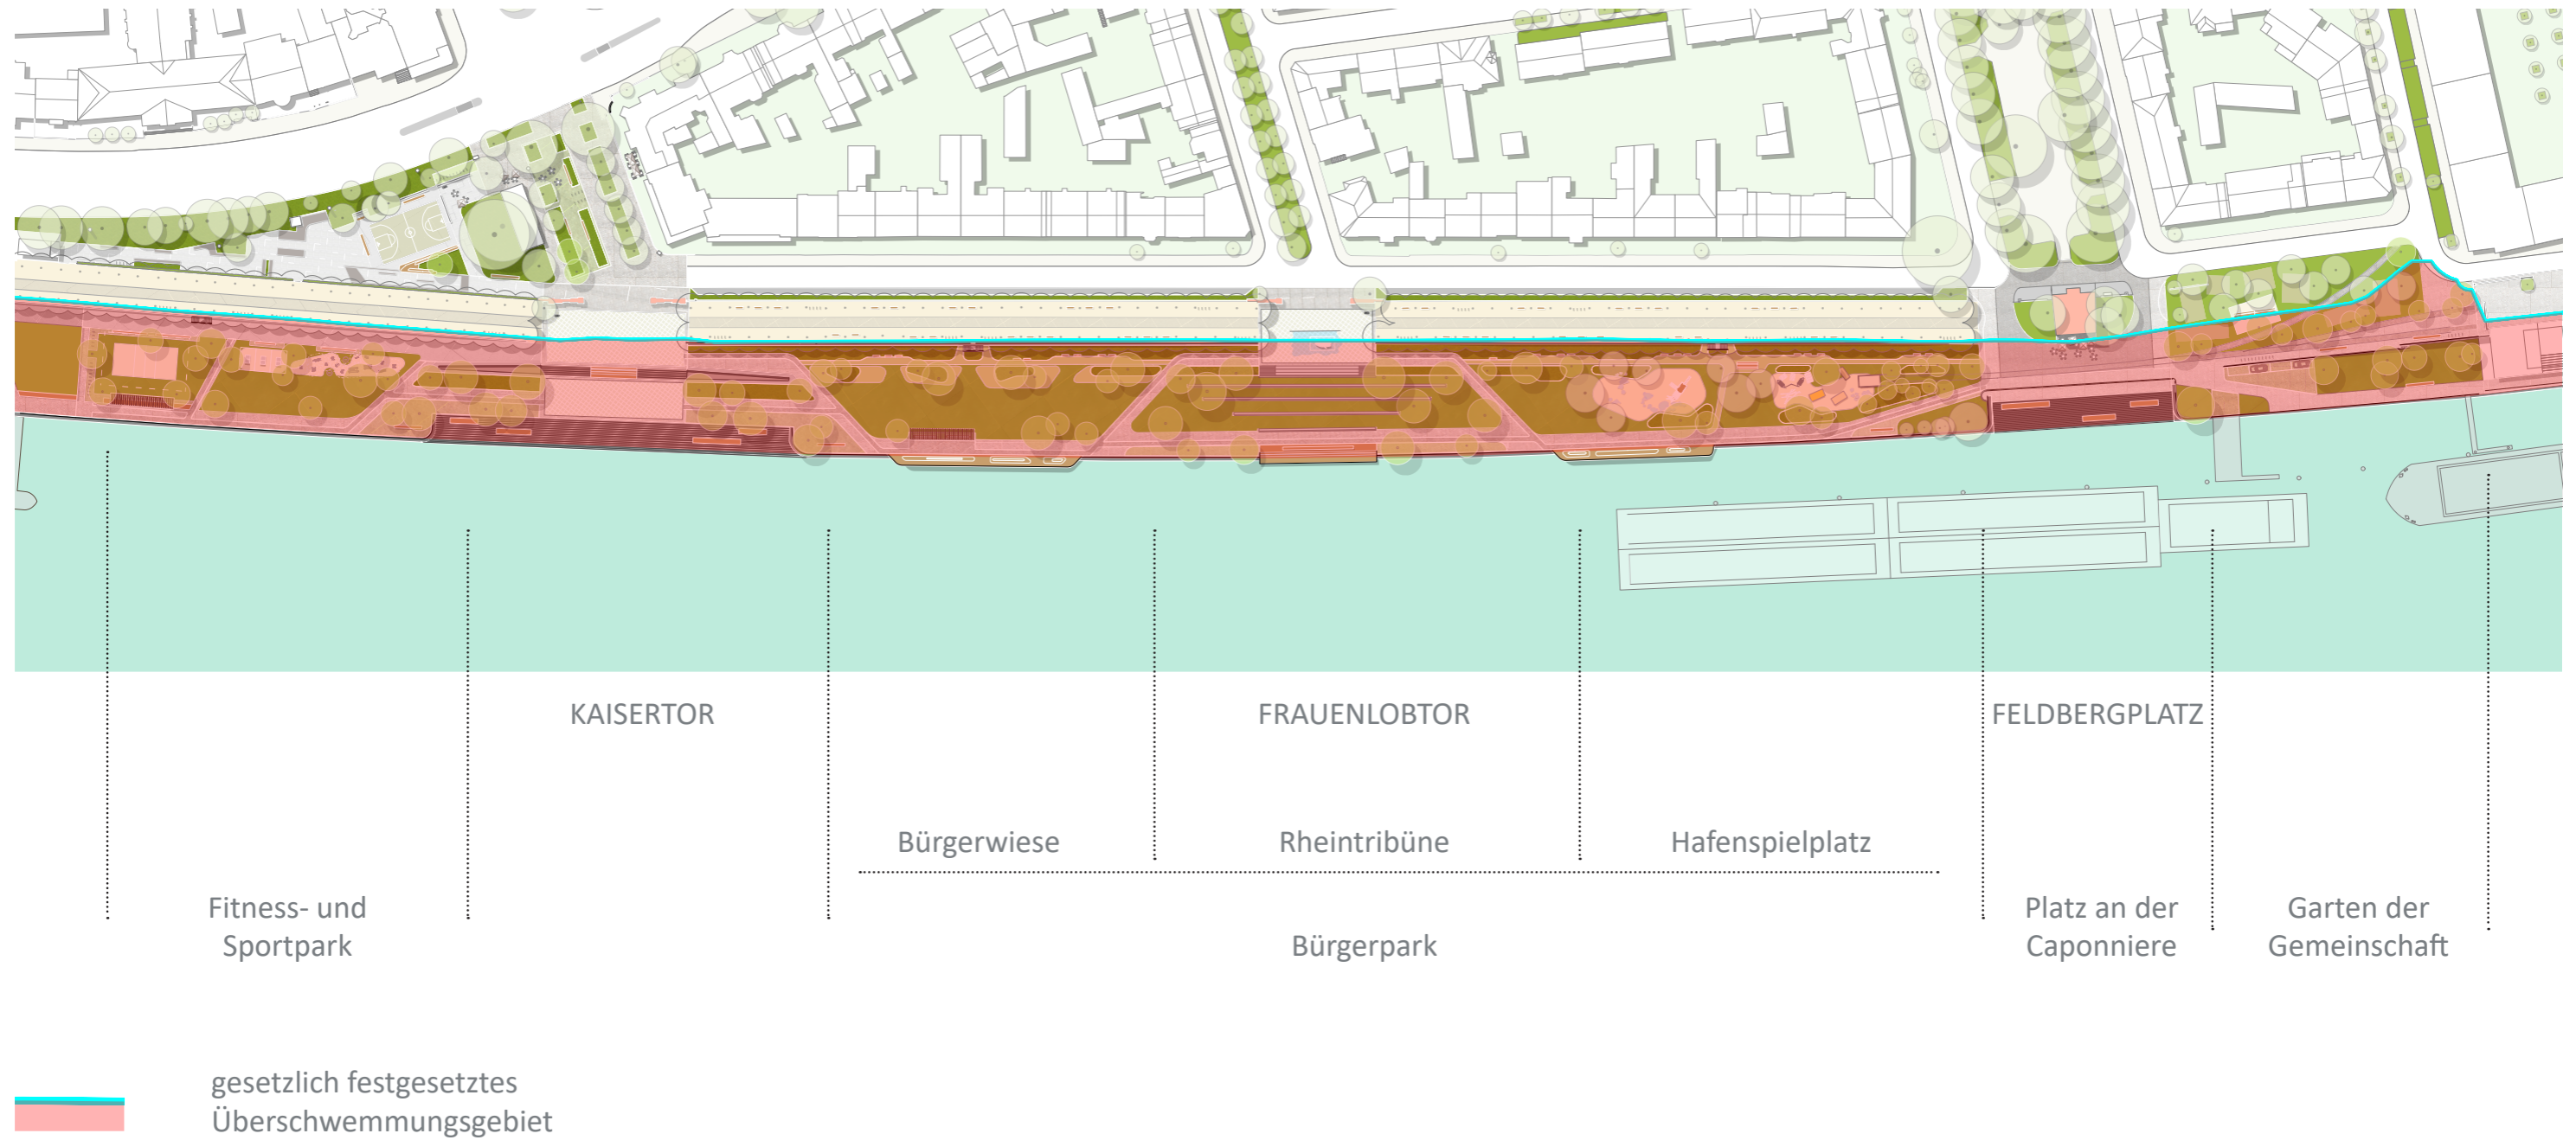 KAISERTOR
FRAUENLOBTOR
FELDBERGPLATZ
Bürgerwiese
Rheintribüne
Hafenspielplatz
Fitness- und
Sportpark
Bürgerpark
Platz an der
Caponniere
Garten der
Gemeinschaft
gesetzlich festgesetztes
Überschwemmungsgebiet